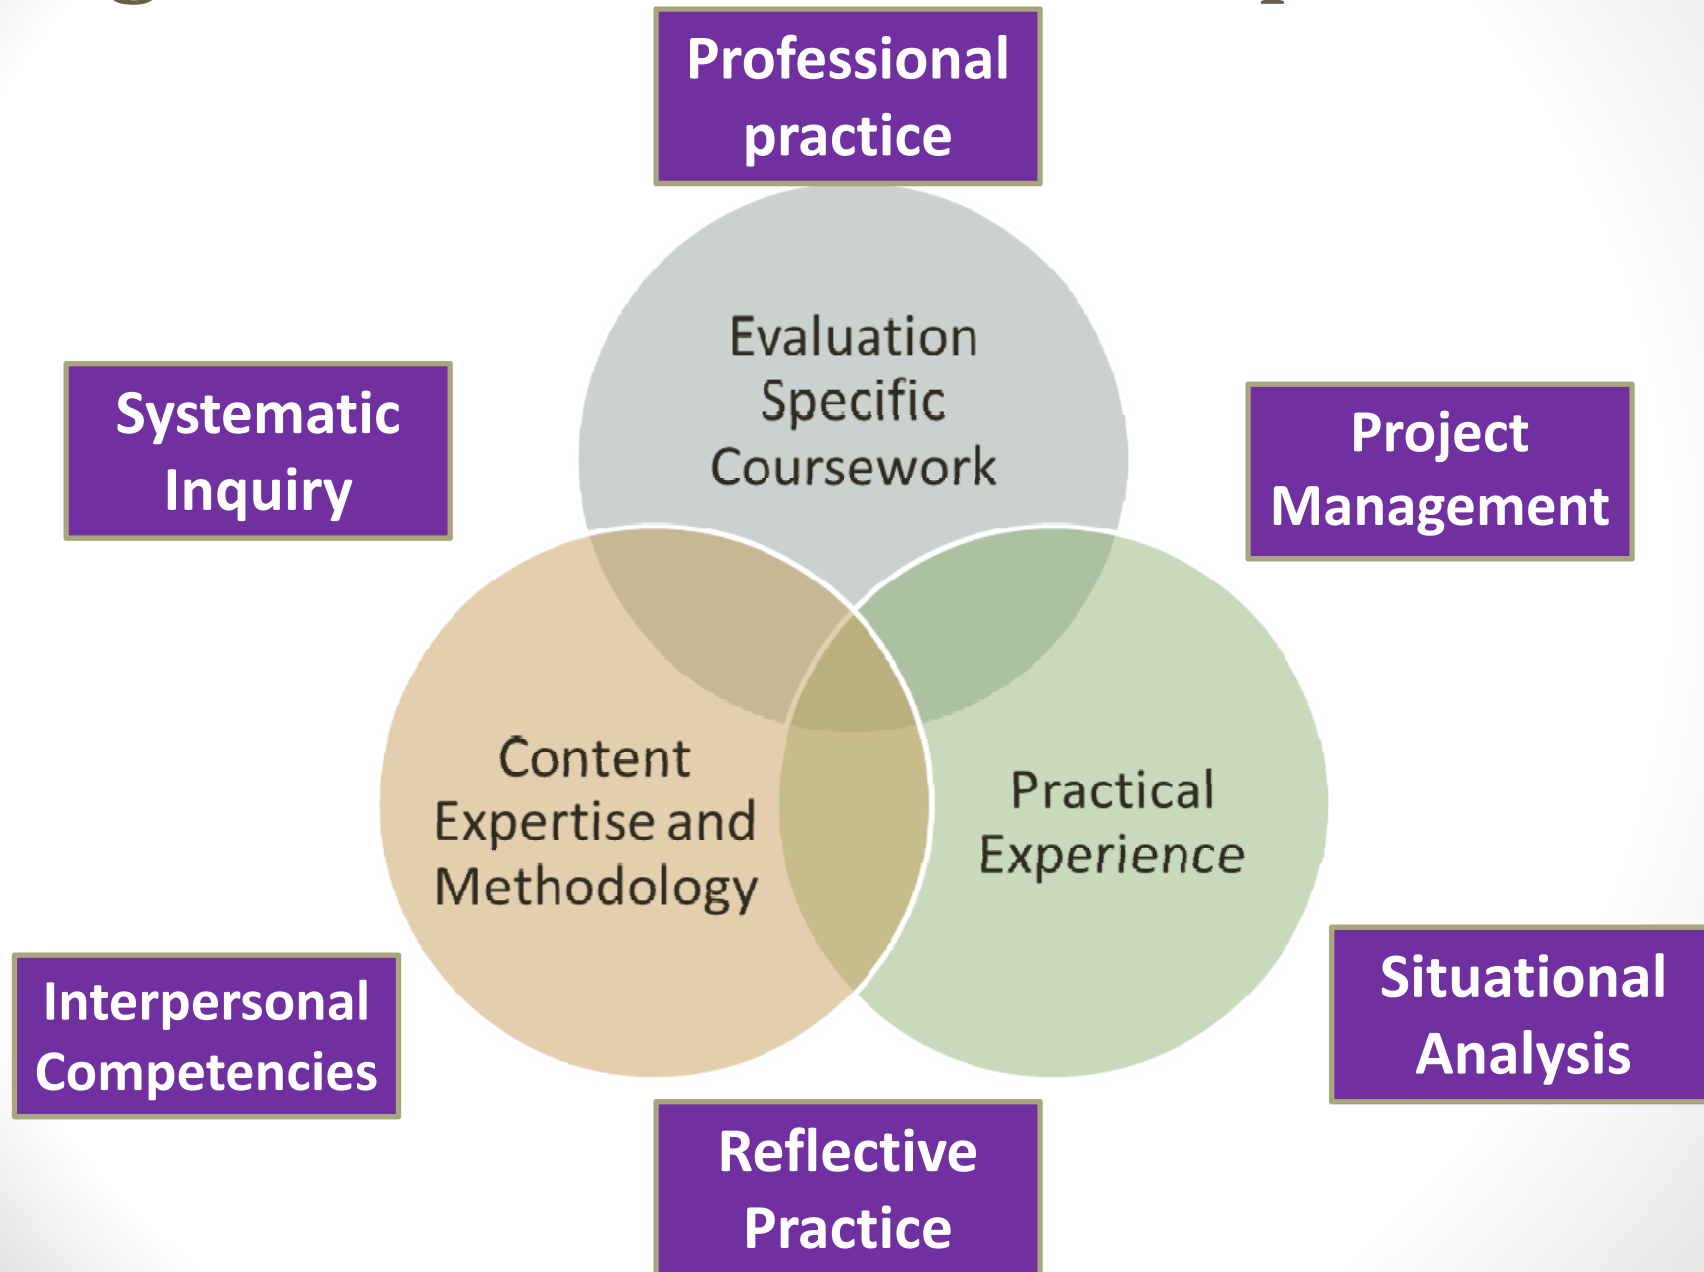 Professional
practice
Evaluation
Specific
Coursework
Systematic
Inquiry
Project
Management
Content
Expertise and
Methodology
Practical
Experience
Interpersonal
Competencies
Situational
Analysis
Reflective
Practice